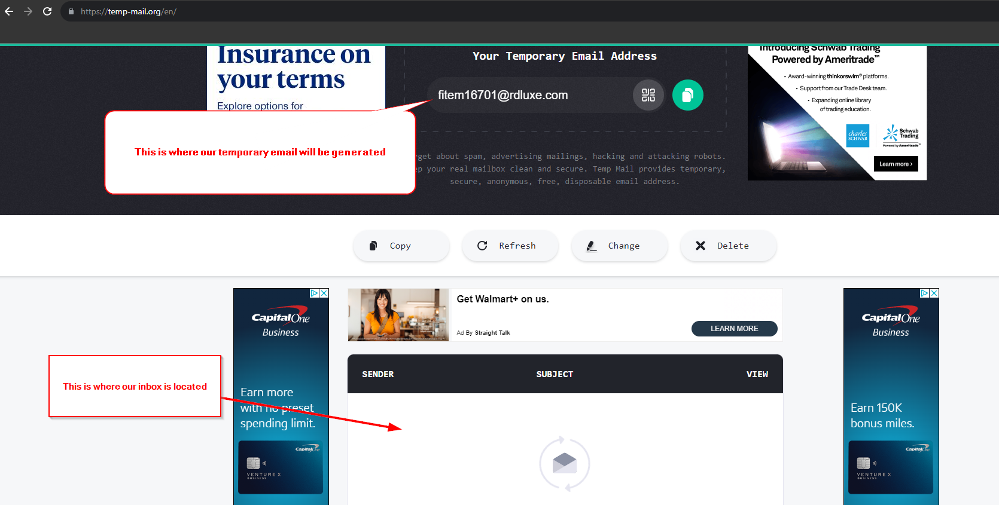 https://temp-mail.org/en/
Insurance on
your terms
Explore options for
Your Temporary Email Address
fitem16701@rdluxe.com
This is where our temporary email will be generated
get about spam, advertising mailings, hacking and attacking robots.
your real mailbox clean and secure. Temp Mail provides temporary,
secure, anonymous, free, disposable email address.
Introducing Schwab Trading
Powered by Ameritrade™
• Award-winning thinkorswim® platforms.
• Support from our Trade Desk team.
• Expanding online library
of trading education.
charles
SCHWAB
Schwab
Trading
Powered by Ameritrade™
Learn more >
Copy
Refresh
Change
Delete
Capital One
Business
Earn more
with no preset
spending limit.
Capital One
VENTURE X
BUSINESS
Get Walmart+ on us.
Ad By Straight Talk
LEARN MORE
This is where our inbox is located
SENDER
SUBJECT
VIEW
Capital One
Business
Earn 150K
bonus miles.
Capital One
VENTURE X
BUSINESS